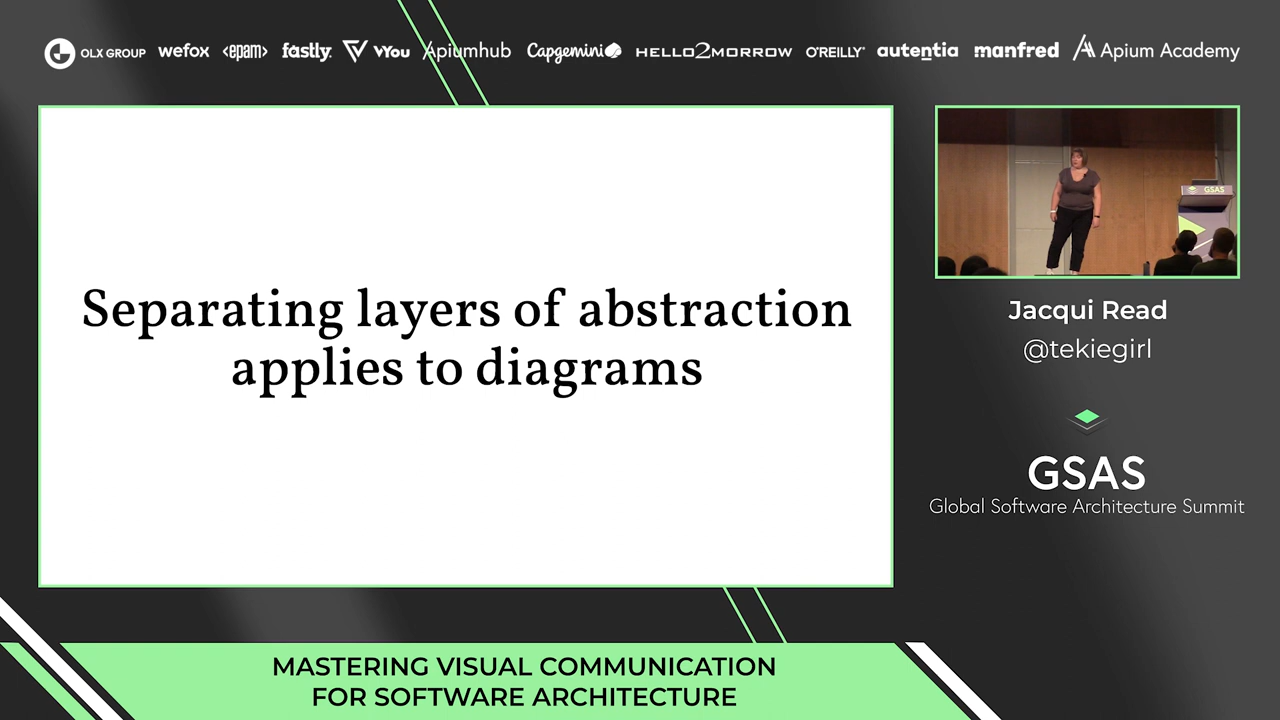 OLX GROUP wefox <epam> fastly. VYou Apiumhub Capgemini HELLO2MORROW O'REILLY® autentia manfred Apium Academy
Separating layers of abstraction
applies to diagrams
GSAS
Jacqui Read
@tekiegirl
GSAS
Global Software Architecture Summit
MASTERING VISUAL COMMUNICATION
FOR SOFTWARE ARCHITECTURE